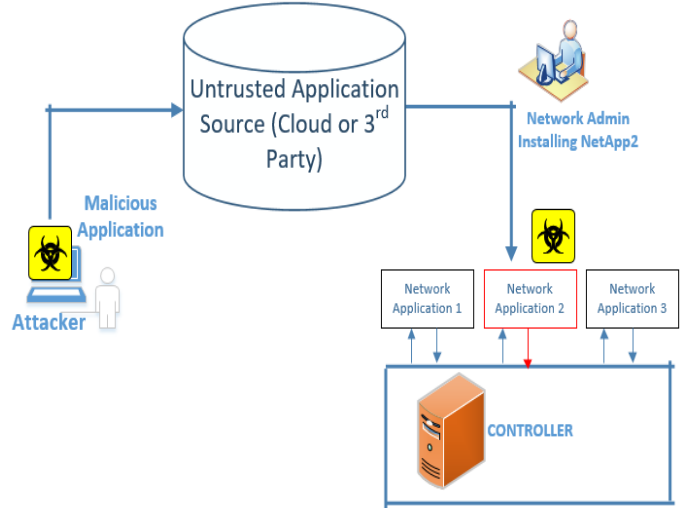 Untrusted Application
Source (Cloud or 3rd
Party)
Network Admin
Installing NetApp2
Malicious
Application
Attacker
Network
Application 1
Network
Application 2
Network
Application 3
CONTROLLER